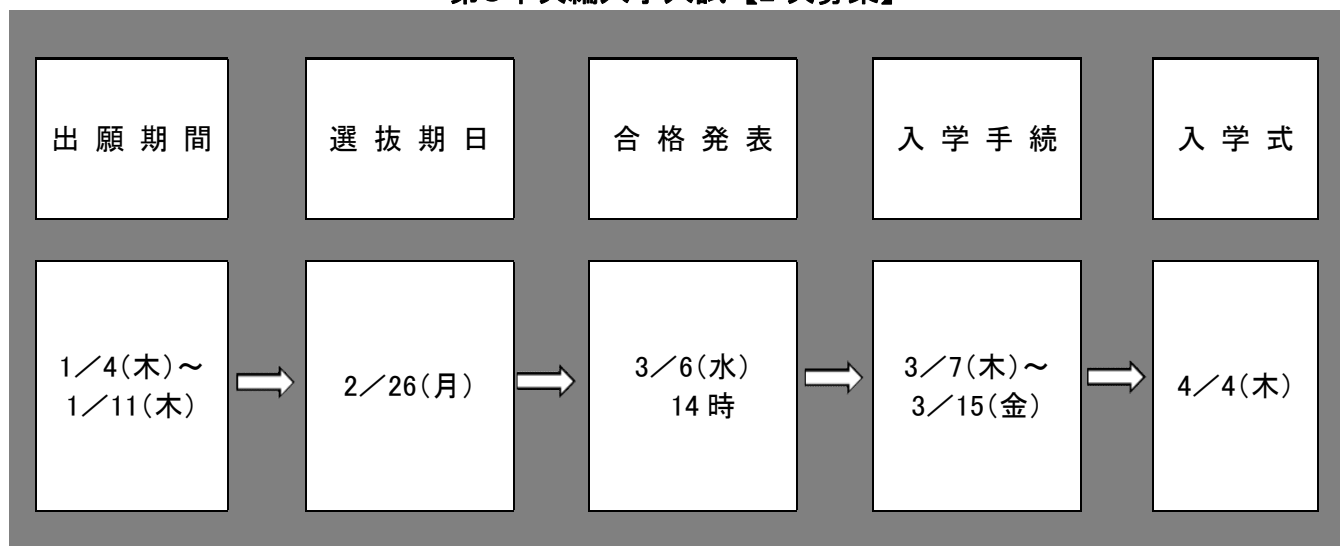 出願期間
選抜期日
合格発表
入学手続
入学式
1／4(木)～
1／11(木)
2／26(月)
3／6(水)
14時
3／7(木)～
3／15(金)
4／4(木)